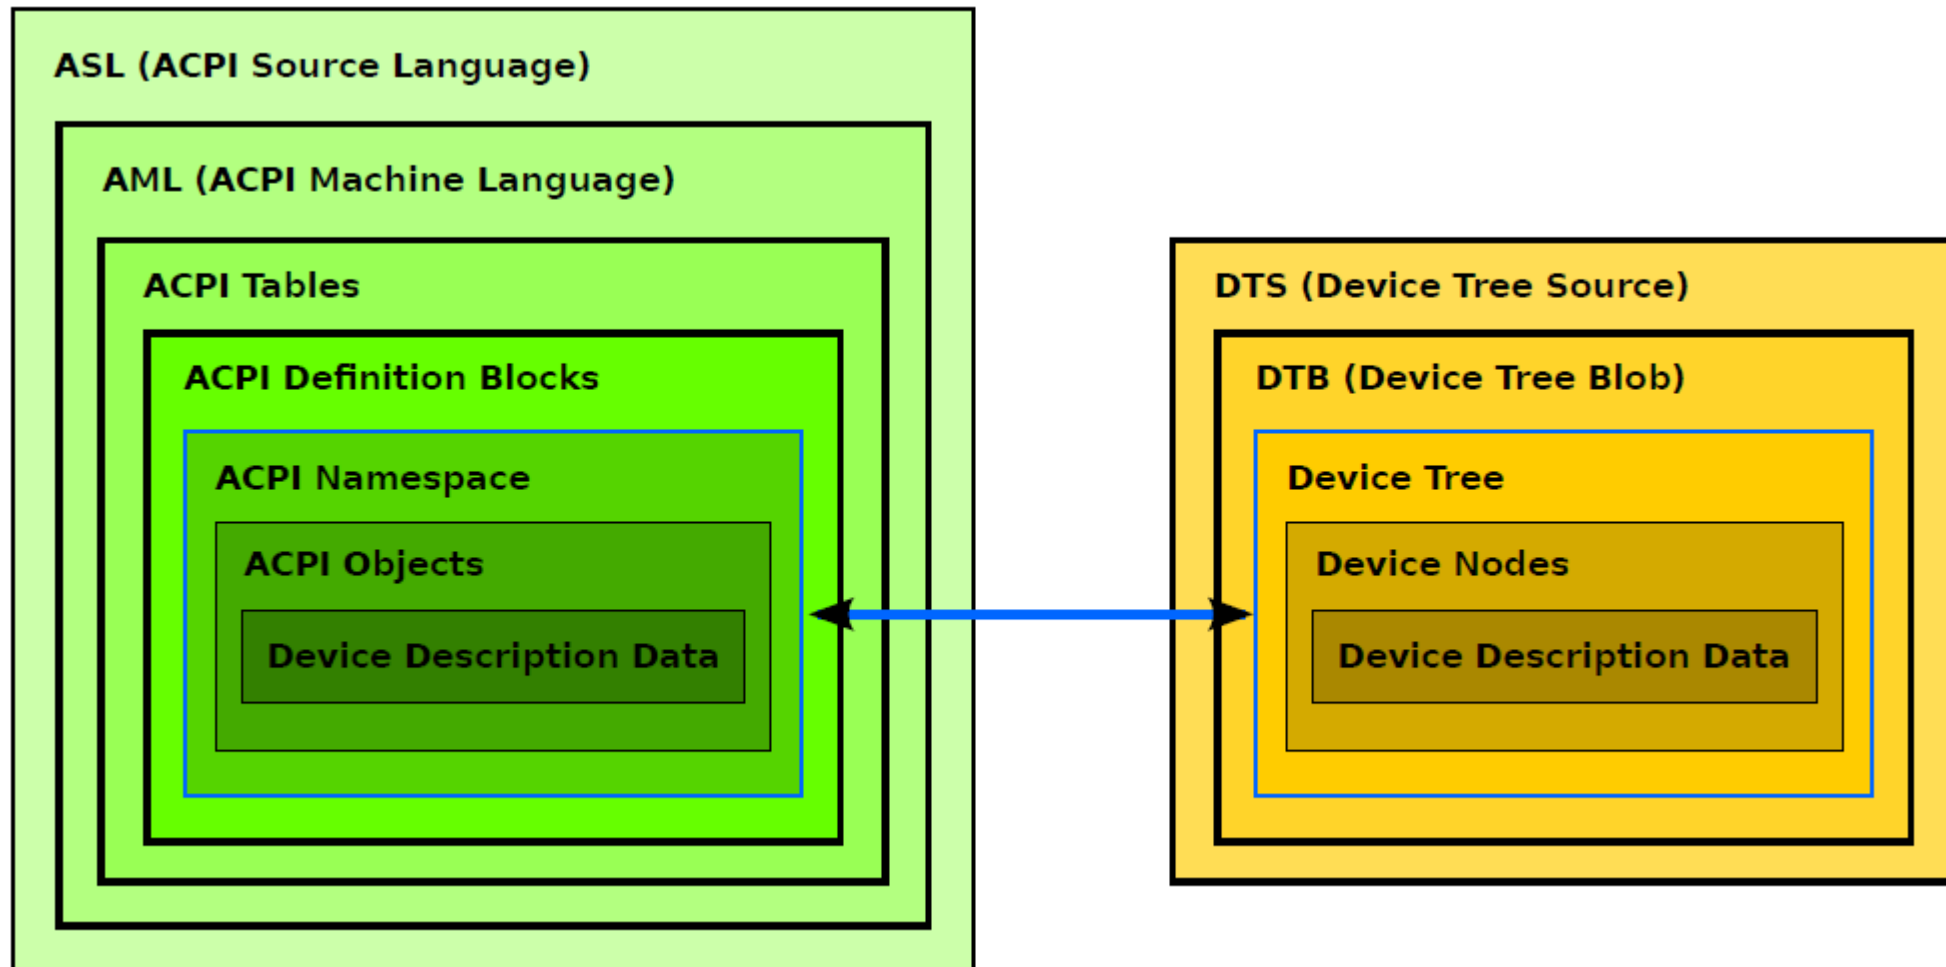 ASL (ACPI Source Language)
AML (ACPI Machine Language)
ACPI Tables
ACPI Definition Blocks
ACPI Namespace
ACPI Objects
Device Description Data
DTS (Device Tree Source)
DTB (Device Tree Blob)
Device Tree
Device Nodes
Device Description Data